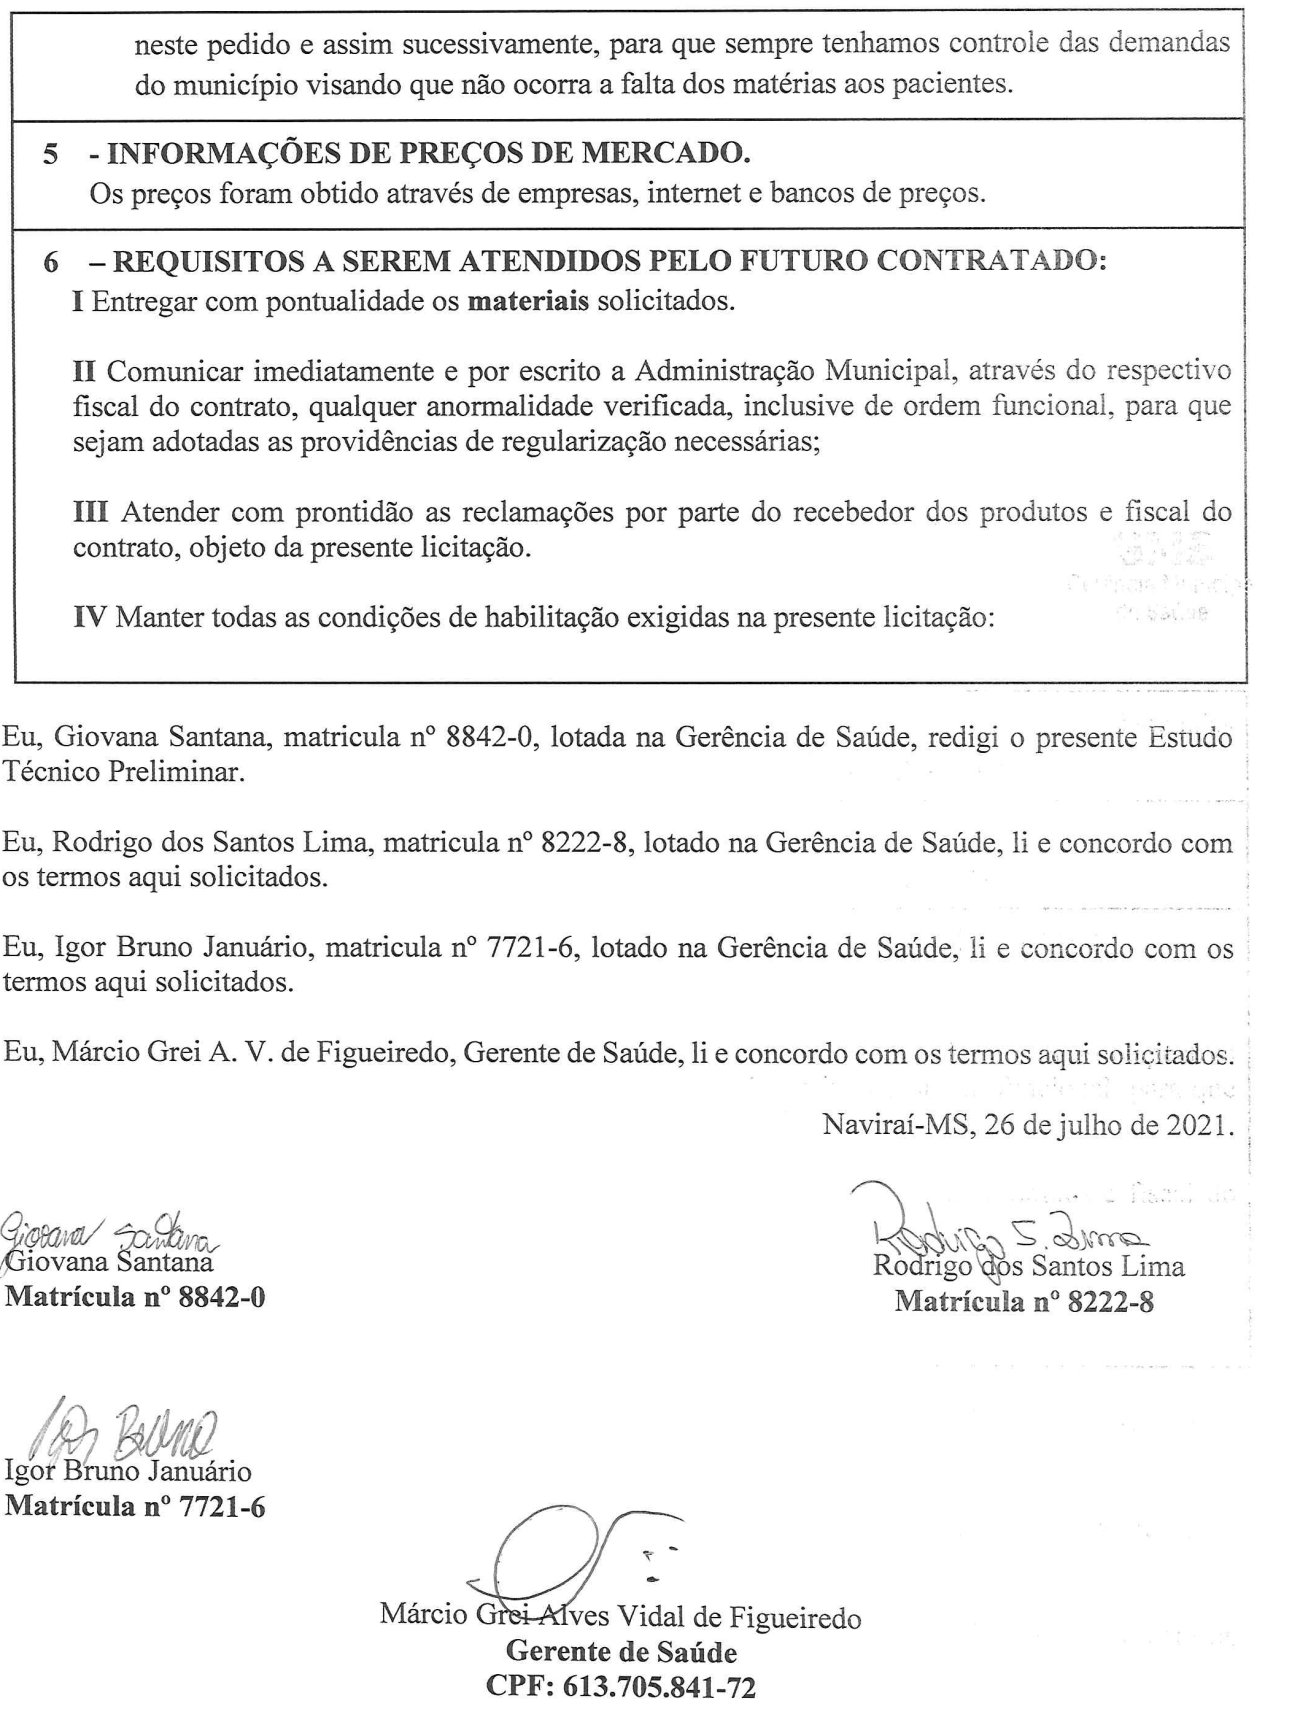 neste pedido e assim sucessivamente, para que sempre tenhamos controle das demandas
do município visando que não ocorra a falta dos matérias aos pacientes.
5 - INFORMAÇÕES DE PREÇOS DE MERCADO.
Os preços foram obtido através de empresas, internet e bancos de preços.
6 – REQUISITOS A SEREM ATENDIDOS PELO FUTURO CONTRATADO:
I Entregar com pontualidade os materiais solicitados.
II Comunicar imediatamente e por escrito a Administração Municipal, através do respectivo
fiscal do contrato, qualquer anormalidade verificada, inclusive de ordem funcional, para que
sejam adotadas as providências de regularização necessárias;
III Atender com prontidão as reclamações por parte do recebedor dos produtos e fiscal do
contrato, objeto da presente licitação.
IV Manter todas as condições de habilitação exigidas na presente licitação:
Eu, Giovana Santana, matricula nº 8842-0, lotada na Gerência de Saúde, redigi o presente Estudo
Técnico Preliminar.
Eu, Rodrigo dos Santos Lima, matricula nº 8222-8, lotado na Gerência de Saúde, li e concordo com
os termos aqui solicitados.
Eu, Igor Bruno Januário, matricula nº 7721-6, lotado na Gerência de Saúde, li e concordo com os
termos aqui solicitados.
Eu, Márcio Grei A. V. de Figueiredo, Gerente de Saúde, li e concordo com os termos aqui solicitados.
Naviraí-MS, 26 de julho de 2021.
Giovana Santana
Giovana Santana
Matrícula nº 8842-0
Rodrigo S. Lima
Rodrigo dos Santos Lima
Matrícula nº 8222-8
Igor Bruno
Igor Bruno Januário
Matrícula nº 7721-6
Márcio Grei Alves Vidal de Figueiredo
Gerente de Saúde
CPF: 613.705.841-72